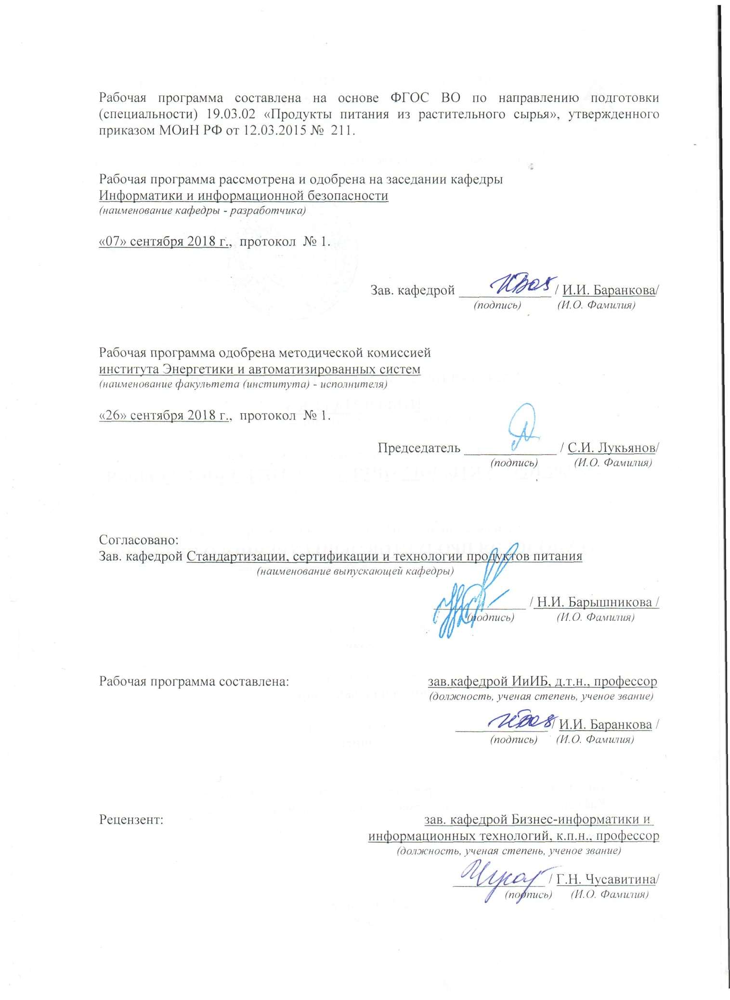 Рабочая программа составлена на основе ФГОС ВО по направлению подготовки
(специальности) 19.03.02 «Продукты питания из растительного сырья», утвержденного
приказом МОиН РФ от 12.03.2015 № 211.
Рабочая программа рассмотрена и одобрена на заседании кафедры
Информатики и информационной безопасности
(наименование кафедры - разработчика)
«07» сентября 2018 г., протокол № 1.
Зав. кафедрой ______________ / И.И. Баранкова/
(подпись) (И.О. Фамилия)
Рабочая программа одобрена методической комиссией
института Энергетики и автоматизированных систем
(наименование факультета (института) - исполнителя)
«26» сентября 2018 г., протокол № 1.
Председатель ______________ / С.И. Лукьянов/
(подпись) (И.О. Фамилия)
Согласовано:
Зав. кафедрой Стандартизации, сертификации и технологии продуктов питания
(наименование выпускающей кафедры)
______________ / Н.И. Барышникова /
(подпись) (И.О. Фамилия)
Рабочая программа составлена: зав.кафедрой ИиИБ, д.т.н., профессор
(должность, ученая степень, ученое звание)
______________/ И.И. Баранкова /
(подпись) (И.О. Фамилия)
Рецензент: зав. кафедрой Бизнес-информатики и
информационных технологий, к.п.н., профессор
(должность, ученая степень, ученое звание)
______________ / Г.Н. Чусавитина/
(подпись) (И.О. Фамилия)